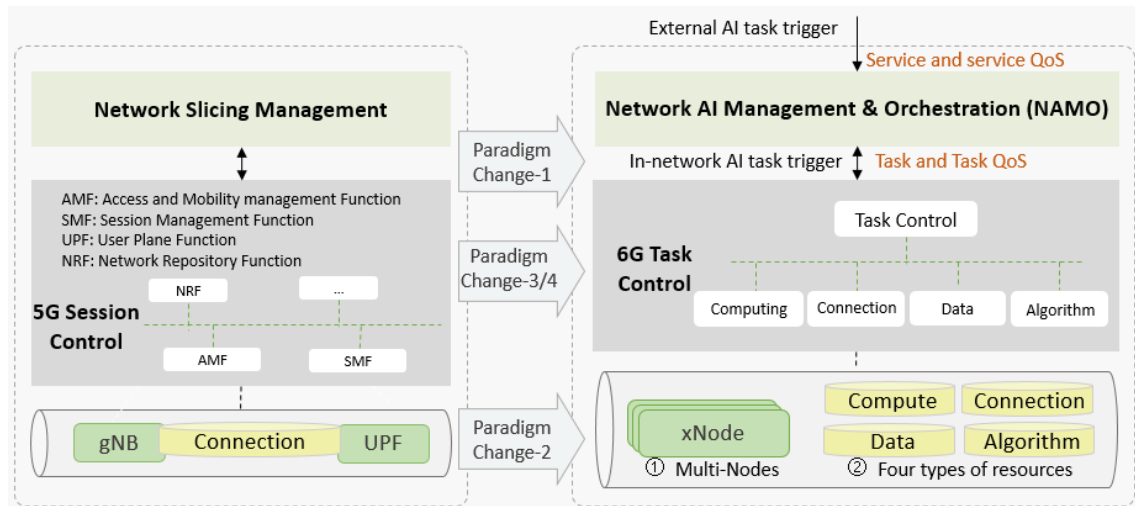 External AI task trigger
Service and service QoS
Network Slicing Management
Network AI Management & Orchestration (NAMO)
Paradigm
Change-1
In-network AI task trigger
Task and Task QoS
AMF: Access and Mobility management Function
SMF: Session Management Function
UPF: User Plane Function
NRF: Network Repository Function
NRF
...
5G Session
Control
AMF
SMF
Paradigm
Change-3/4
Task Control
6G Task
Control
Computing
Connection
Data
Algorithm
gNB
Connection
UPF
Paradigm
Change-2
xNode
① Multi-Nodes
Compute
Connection
Data
Algorithm
② Four types of resources